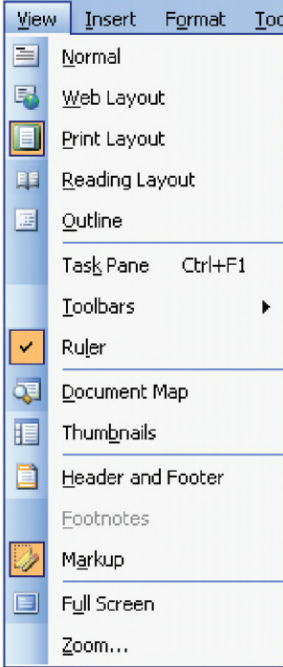 View Insert Format
Normal
Web Layout
Print Layout
Reading Layout
Outline
Task Pane Ctrl+F1
Toolbars
Ruler
Document Map
Thumbnails
Header and Footer
Footnotes
Markup
Full Screen
Zoom...